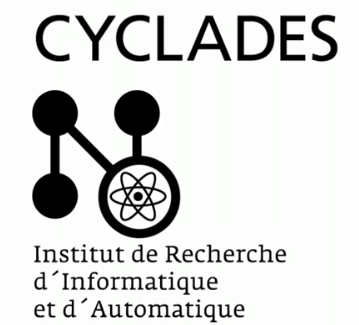 CYCLADES
Institut de Recherche
d´Informatique
et d´Automatique